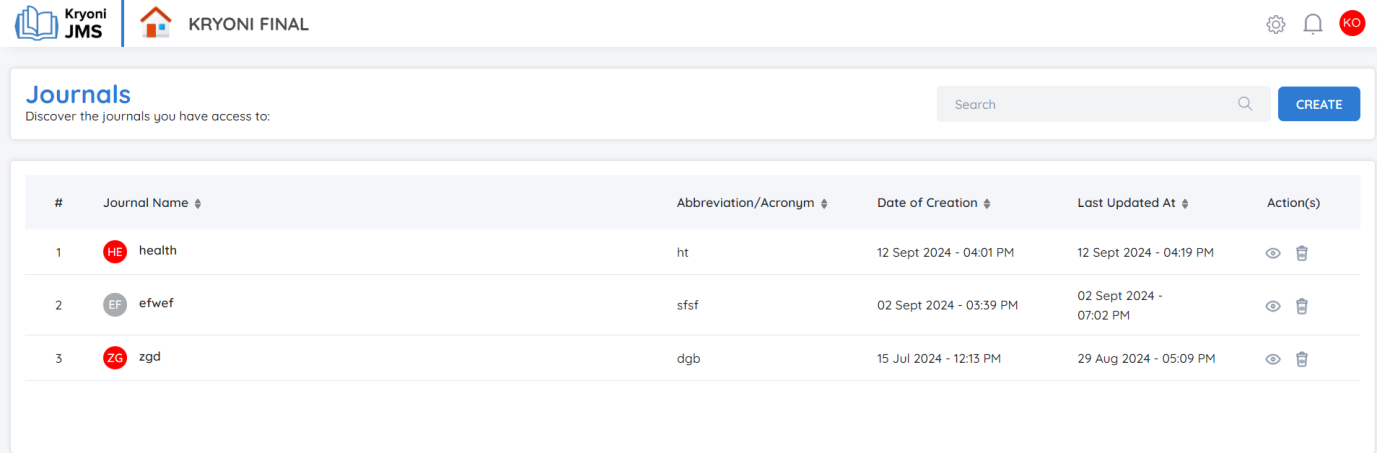 Kryoni
JMS
KRYONI FINAL
KO
Journals
Discover the journals you have access to:
Search
CREATE
# Journal Name Abbreviation/Acronym Date of Creation Last Updated At Action(s)
1 HE health ht 12 Sept 2024 - 04:01 PM 12 Sept 2024 - 04:19 PM
2 EF efwef sfsf 02 Sept 2024 - 03:39 PM 02 Sept 2024 -
07:02 PM
3 ZG zgd dgb 15 Jul 2024 - 12:13 PM 29 Aug 2024 - 05:09 PM